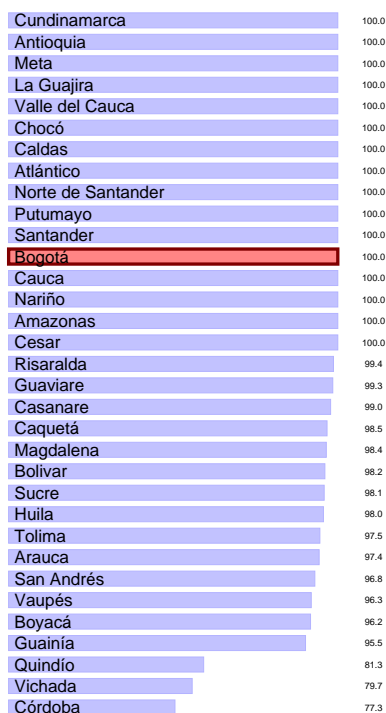 Cundinamarca 100.0
Antioquia 100.0
Meta 100.0
La Guajira 100.0
Valle del Cauca 100.0
Chocó 100.0
Caldas 100.0
Atlántico 100.0
Norte de Santander 100.0
Putumayo 100.0
Santander 100.0
Bogotá 100.0
Cauca 100.0
Nariño 100.0
Amazonas 100.0
Cesar 100.0
Risaralda 99.4
Guaviare 99.3
Casanare 99.0
Caquetá 98.5
Magdalena 98.4
Bolivar 98.2
Sucre 98.1
Huila 98.0
Tolima 97.5
Arauca 97.4
San Andrés 96.8
Vaupés 96.3
Boyacá 96.2
Guainía 95.5
Quindío 81.3
Vichada 79.7
Córdoba 77.3